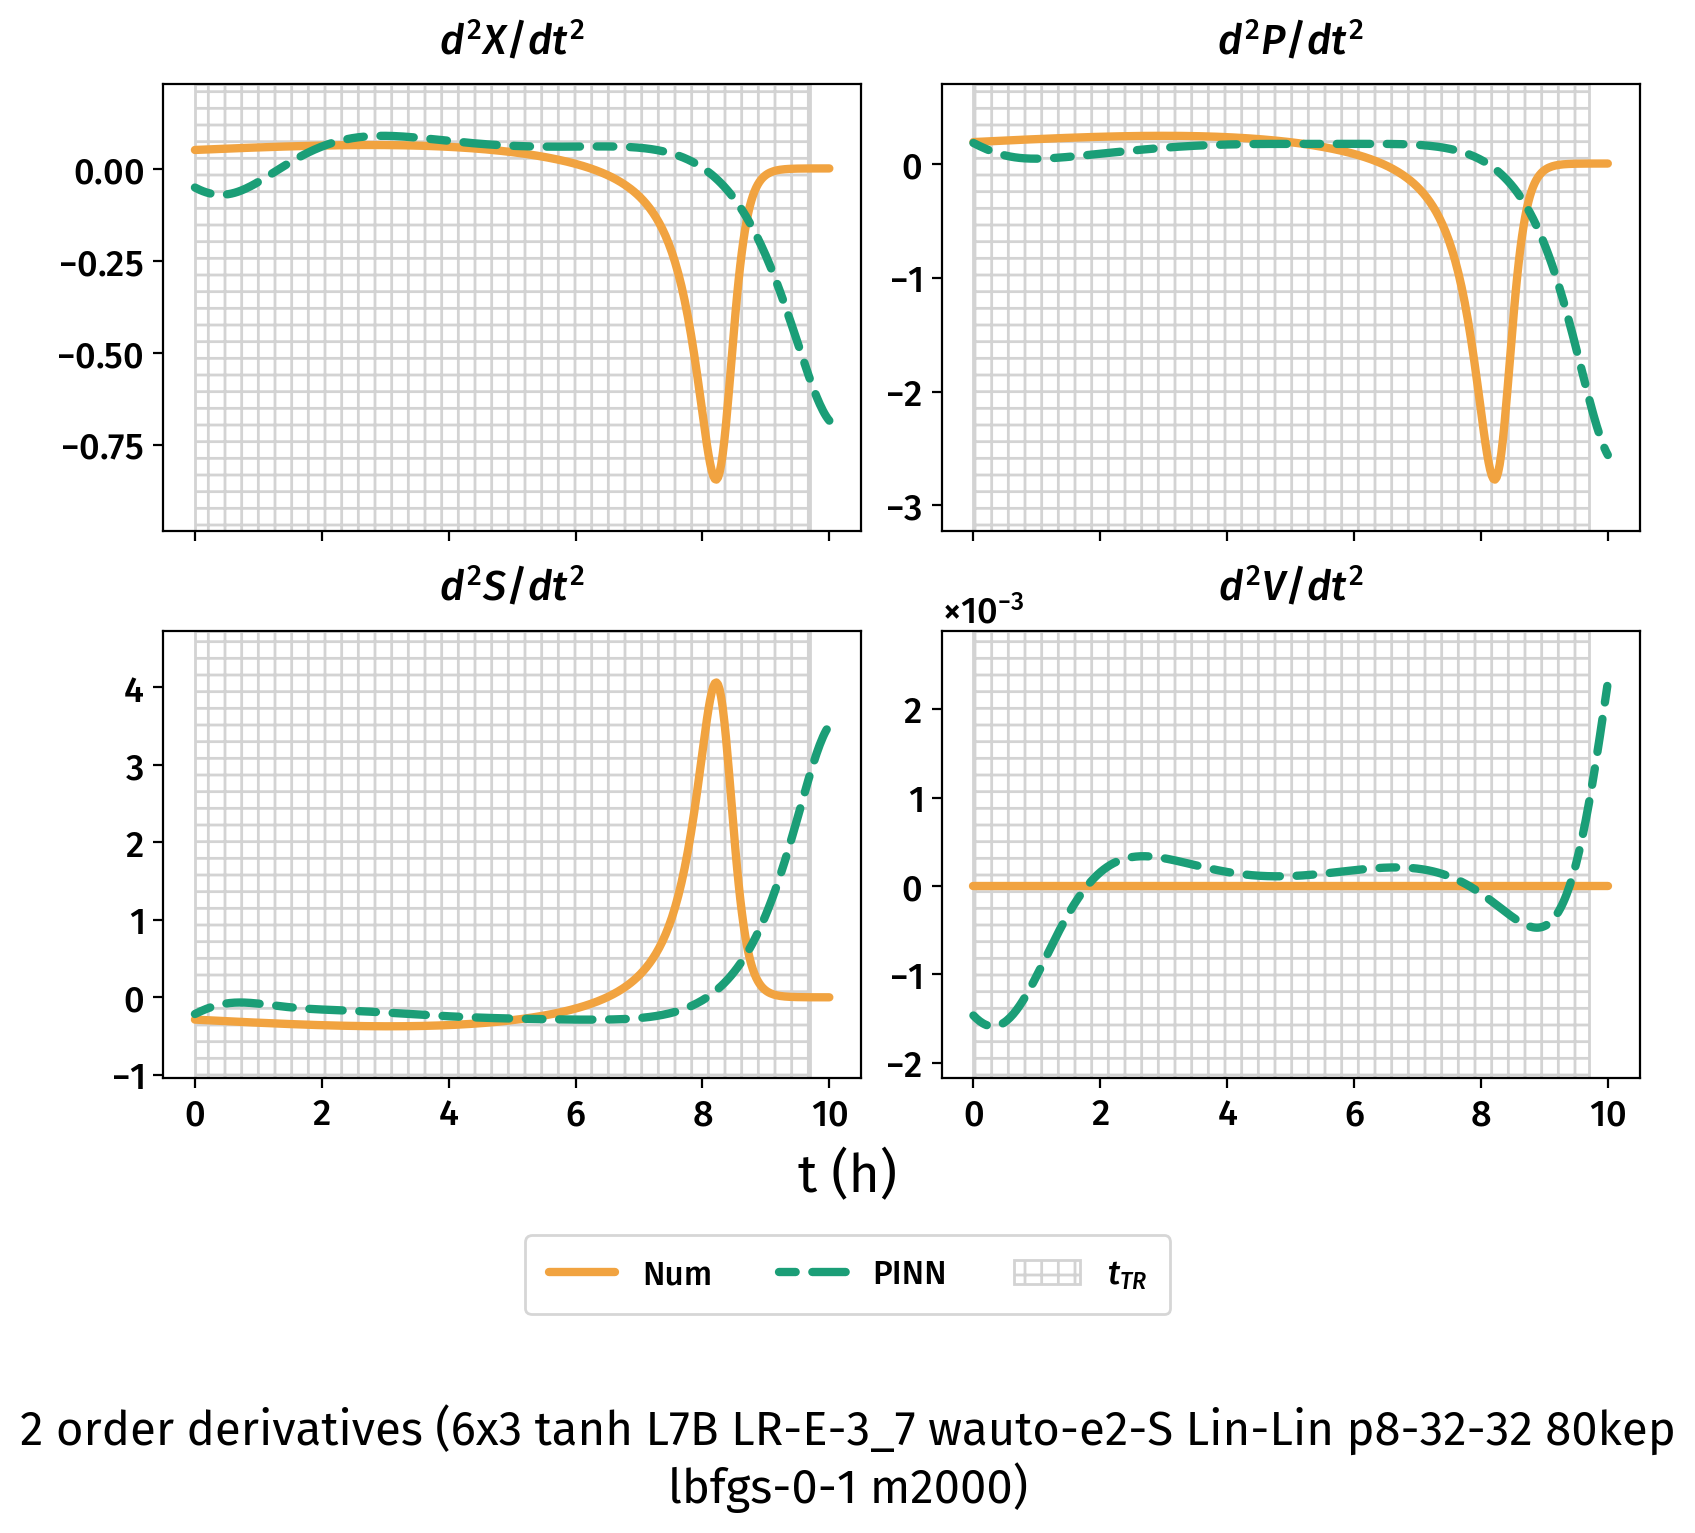 d²X/dt²
d²P/dt²
0.00
−0.25
−0.50
−0.75
0
−1
−2
−3
d²S/dt²
d²V/dt²
×10⁻³
4
3
2
1
0
−1
2
1
0
−1
−2
0 2 4 6 8 10
0 2 4 6 8 10
t (h)
Num PINN t_TR
2 order derivatives (6x3 tanh L7B LR-E-3_7 wauto-e2-S Lin-Lin p8-32-32 80kep
lbfgs-0-1 m2000)